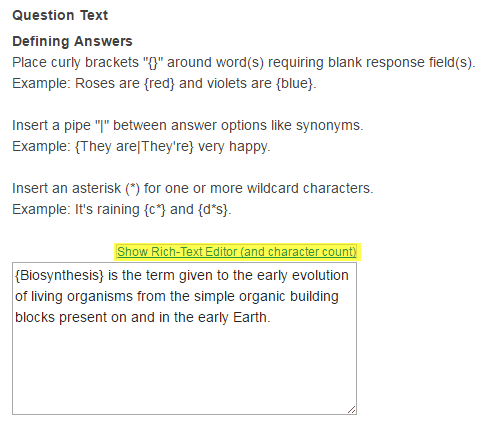 Question Text
Defining Answers
Place curly brackets "{}" around word(s) requiring blank response field(s).
Example: Roses are {red} and violets are {blue}.
Insert a pipe "|" between answer options like synonyms.
Example: {They are|They're} very happy.
Insert an asterisk (*) for one or more wildcard characters.
Example: It's raining {c*} and {d*s}.
Show Rich-Text Editor (and character count)
{Biosynthesis} is the term given to the early evolution
of living organisms from the simple organic building
blocks present on and in the early Earth.